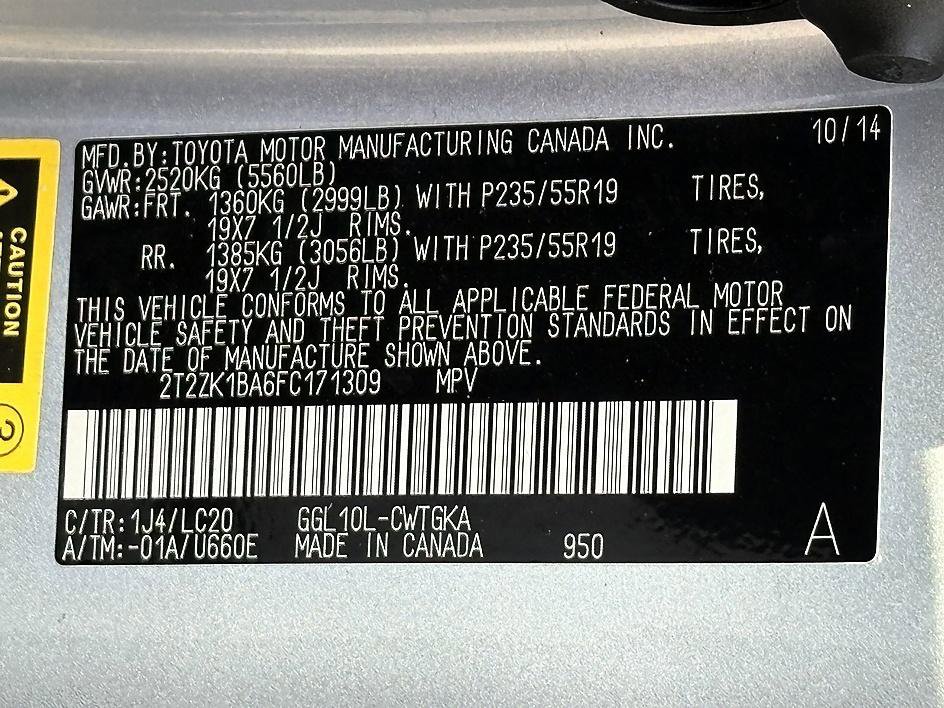 MFD.BY:TOYOTA MOTOR MANUFACTURING CANADA INC. 10/14
GVWR:2520KG (5560LB)
GAWR:FRT. 1360KG (2999LB) WITH P235/55R19 TIRES,
19X7 1/2J RIMS.
RR. 1385KG (3056LB) WITH P235/55R19 TIRES,
19X7 1/2J RIMS.
THIS VEHICLE CONFORMS TO ALL APPLICABLE FEDERAL MOTOR
VEHICLE SAFETY AND THEFT PREVENTION STANDARDS IN EFFECT ON
THE DATE OF MANUFACTURE SHOWN ABOVE.
2T2ZK1BA6FC171309 MPV
C/TR:1J4/LC20 GGL10L-CWTGKA
A/TM:-01A/U660E MADE IN CANADA 950 A
CAUTION